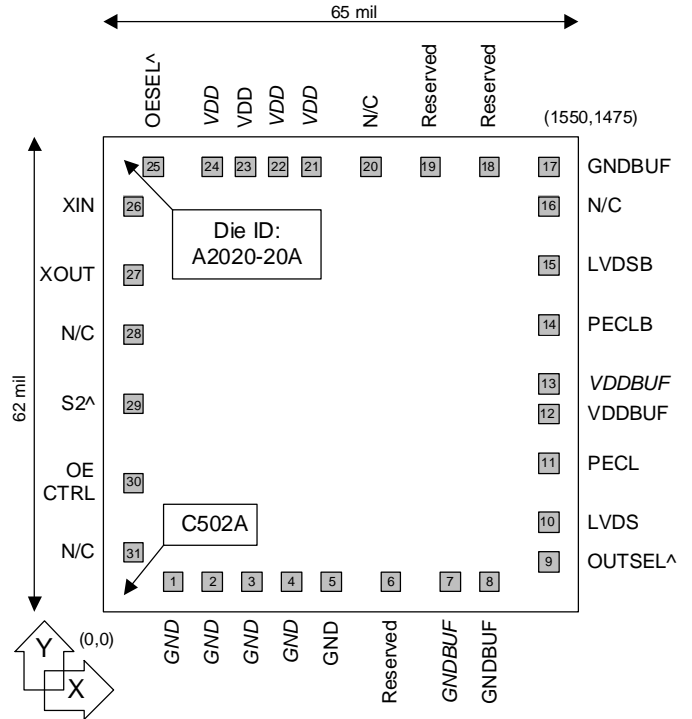 65 mil
OESEL^
VDD
VDD
VDD
VDD
N/C
Reserved
Reserved
(1550,1475)
25
24
23
22
21
20
19
18
17
GNDBUF
XIN
26
16
N/C
Die ID:
A2020-20A
XOUT
27
15
LVDSB
N/C
28
14
PECLB
62 mil
13
VDDBUF
S2^
29
12
VDDBUF
OE
CTRL
30
11
PECL
C502A
10
LVDS
N/C
31
9
OUTSEL^
1
2
3
4
5
6
7
8
(0,0)
Y
X
GND
GND
GND
GND
GND
Reserved
GNDBUF
GNDBUF